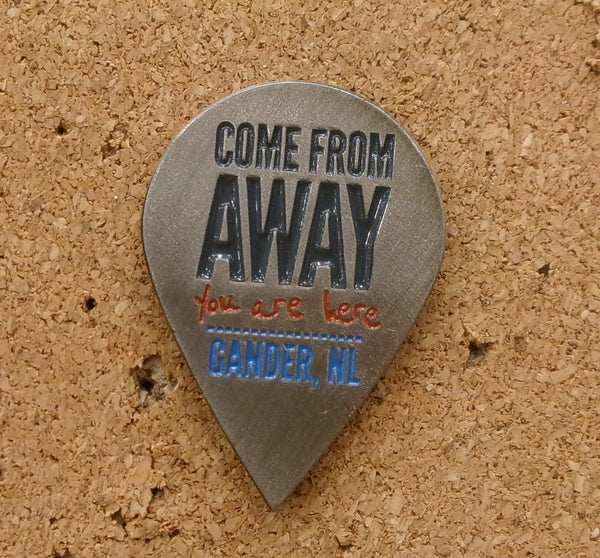 COME FROM
AWAY
You are here
GANDER, NL